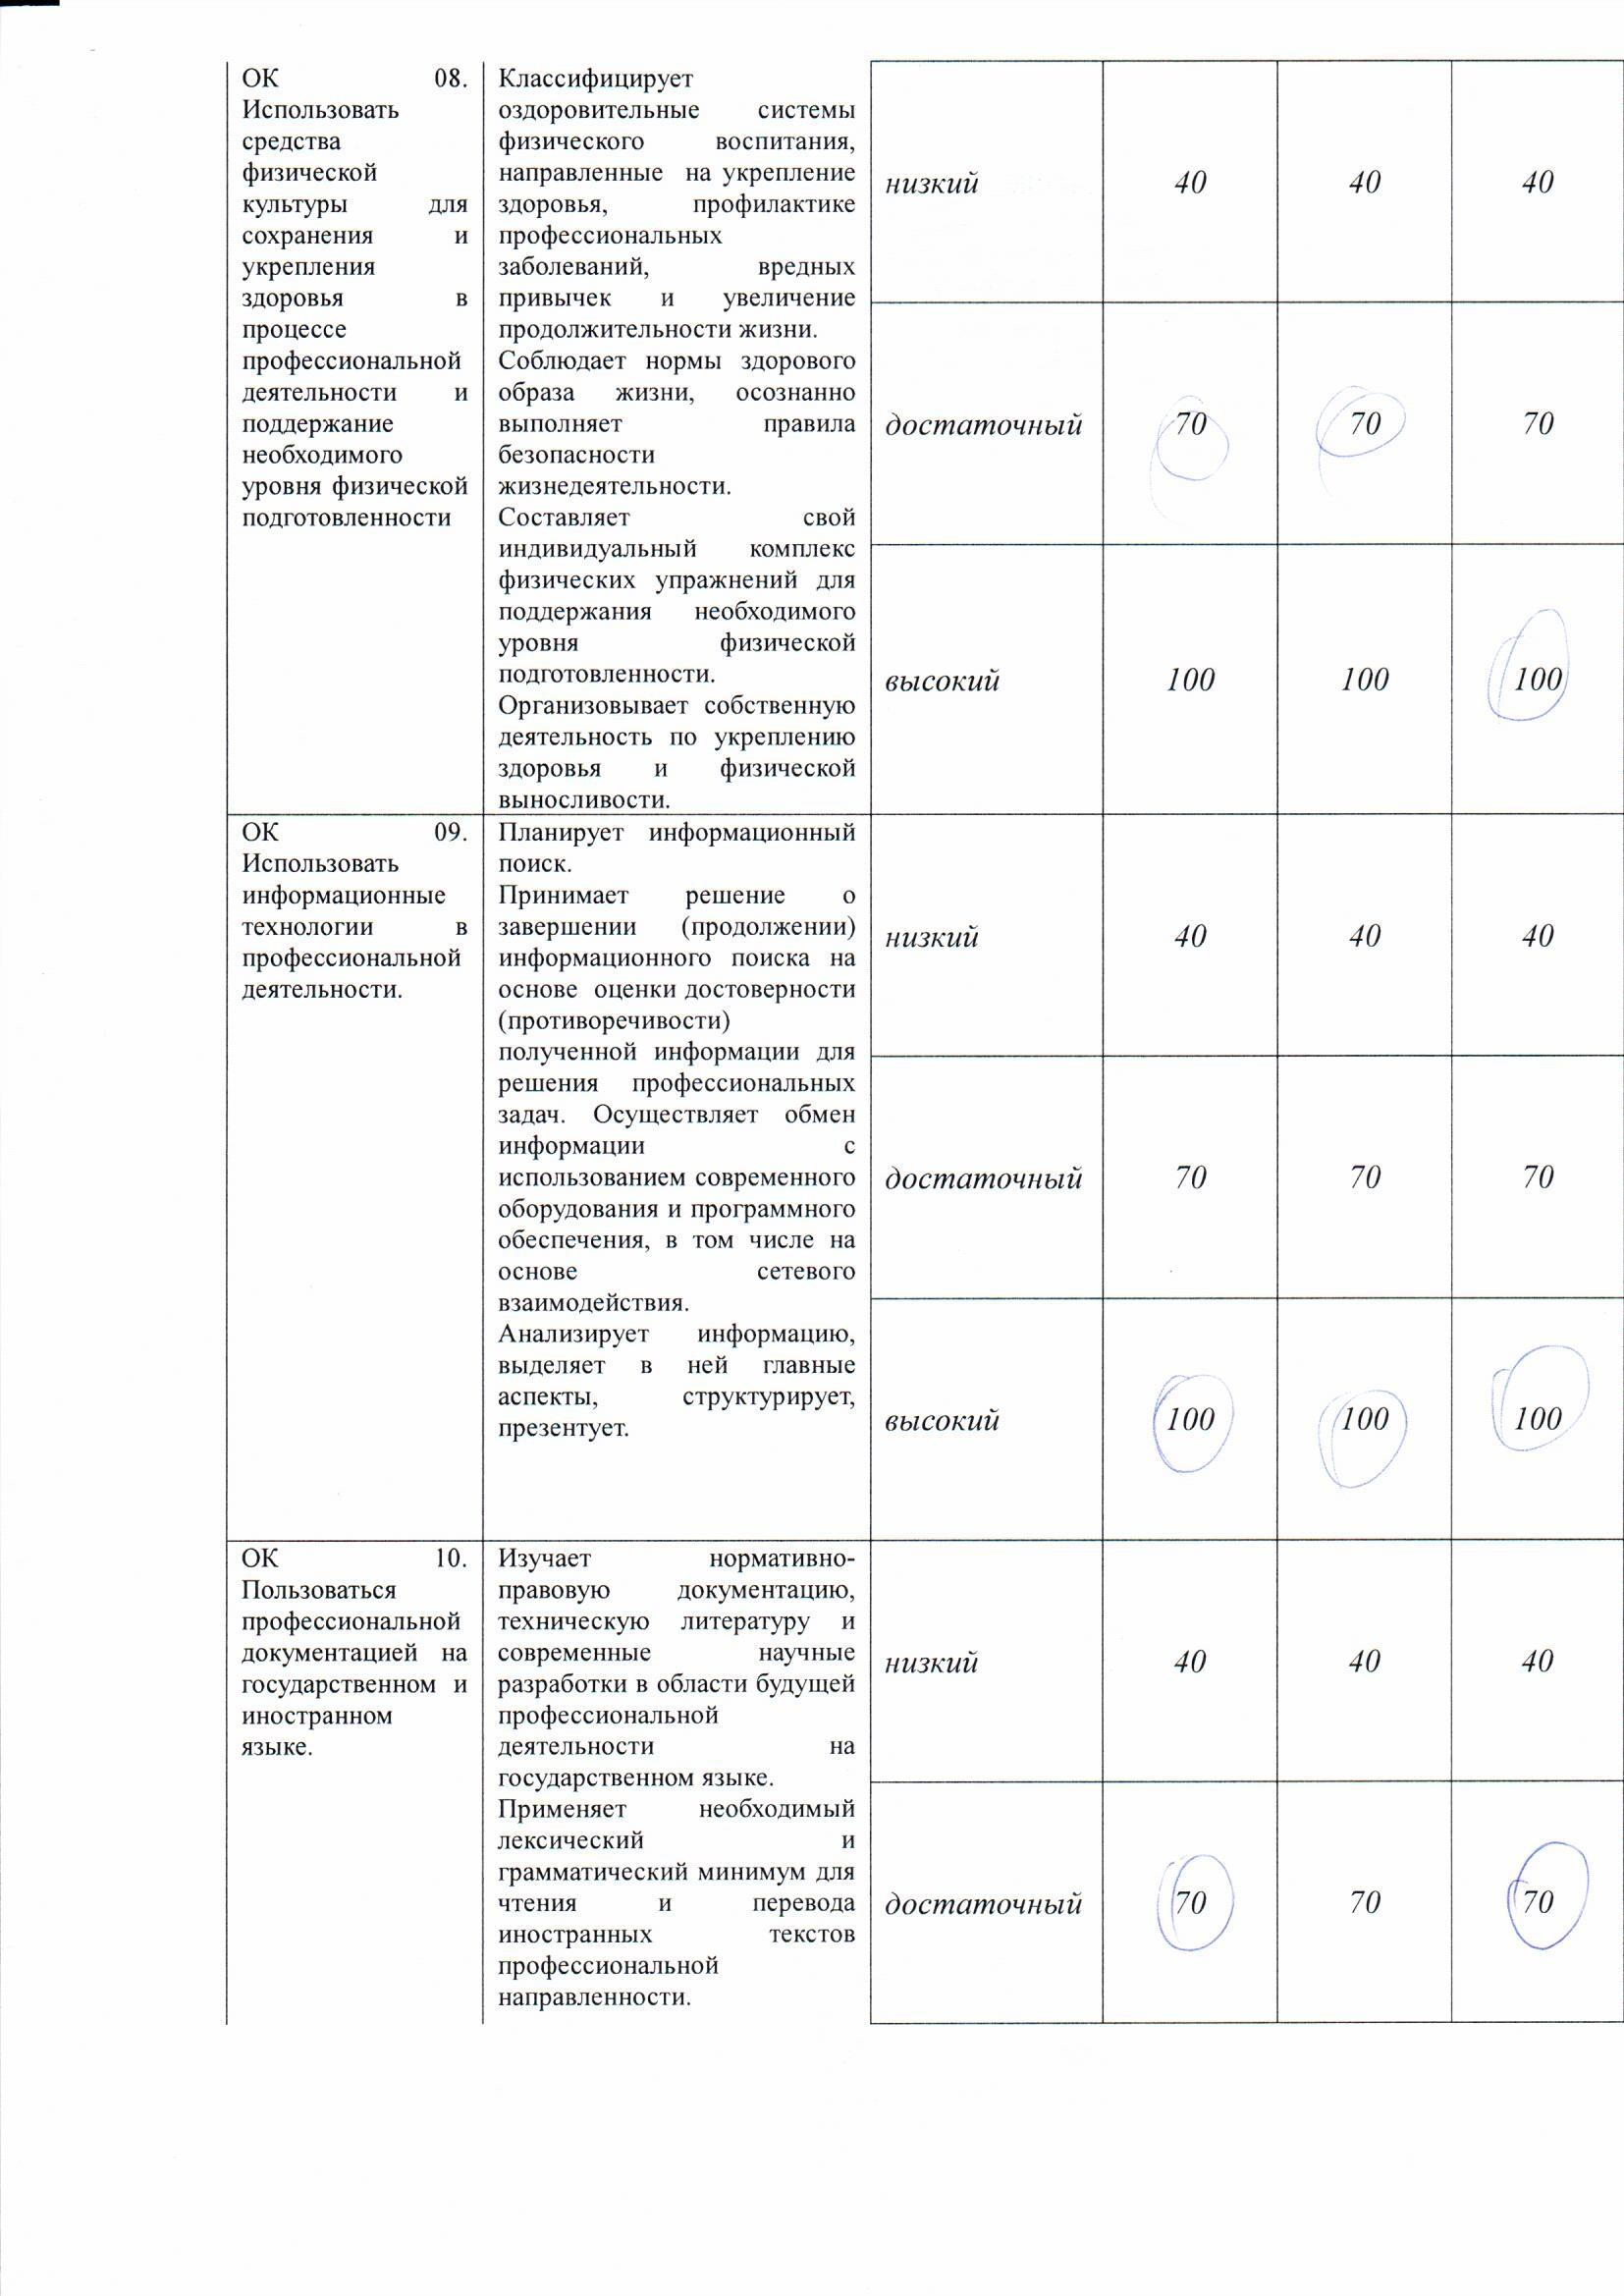 ОК 08.
Использовать
средства
физической
культуры для
сохранения и
укрепления
здоровья в
процессе
профессиональной
деятельности и
поддержание
необходимого
уровня физической
подготовленности
Классифицирует
оздоровительные системы
физического воспитания,
направленные на укрепление
здоровья, профилактике
профессиональных
заболеваний, вредных
привычек и увеличение
продолжительности жизни.
Соблюдает нормы здорового
образа жизни, осознанно
выполняет правила
безопасности
жизнедеятельности.
Составляет свой
индивидуальный комплекс
физических упражнений для
поддержания необходимого
уровня физической
подготовленности.
Организовывает собственную
деятельность по укреплению
здоровья и физической
выносливости.
низкий 40 40 40
достаточный 70 70 70
высокий 100 100 100
ОК 09.
Использовать
информационные
технологии в
профессиональной
деятельности.
Планирует информационный
поиск.
Принимает решение о
завершении (продолжении)
информационного поиска на
основе оценки достоверности
(противоречивости)
полученной информации для
решения профессиональных
задач. Осуществляет обмен
информации с
использованием современного
оборудования и программного
обеспечения, в том числе на
основе сетевого
взаимодействия.
Анализирует информацию,
выделяет в ней главные
аспекты, структурирует,
презентует.
низкий 40 40 40
достаточный 70 70 70
высокий 100 100 100
ОК 10.
Пользоваться
профессиональной
документацией на
государственном и
иностранном
языке.
Изучает нормативно-
правовую документацию,
техническую литературу и
современные научные
разработки в области будущей
профессиональной
деятельности на
государственном языке.
Применяет необходимый
лексический и
грамматический минимум для
чтения и перевода
иностранных текстов
профессиональной
направленности.
низкий 40 40 40
достаточный 70 70 70